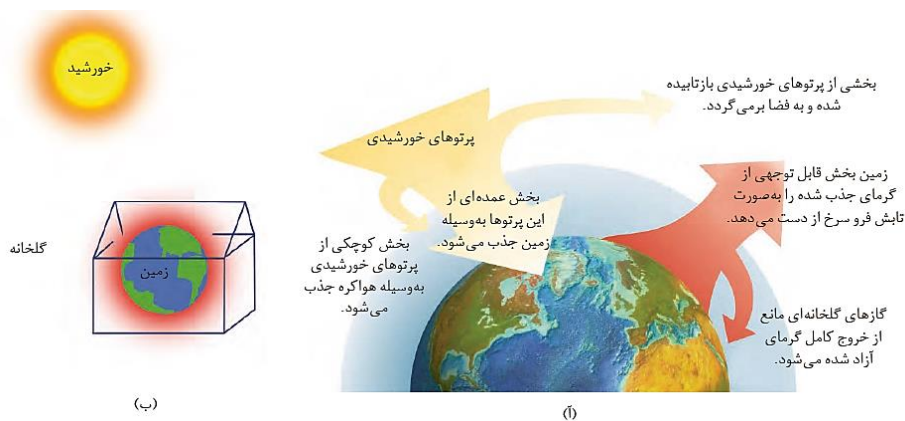 بخشی از پرتوهای خورشیدی بازتابیده
شده و به فضا برمی‌گردد.
پرتوهای خورشیدی
زمین بخش قابل توجهی از
گرمای جذب شده را به‌صورت
تابش فرو سرخ از دست می‌دهد.
بخش عمده‌ای از
این پرتوها به‌وسیله
زمین جذب می‌شود.
بخش کوچکی از
پرتوهای خورشیدی
به‌وسیله هواکره جذب
می‌شود.
گازهای گلخانه‌ای مانع
از خروج کامل گرمای
آزاد شده می‌شود.
(آ)
خورشید
گلخانه
زمین
(ب)